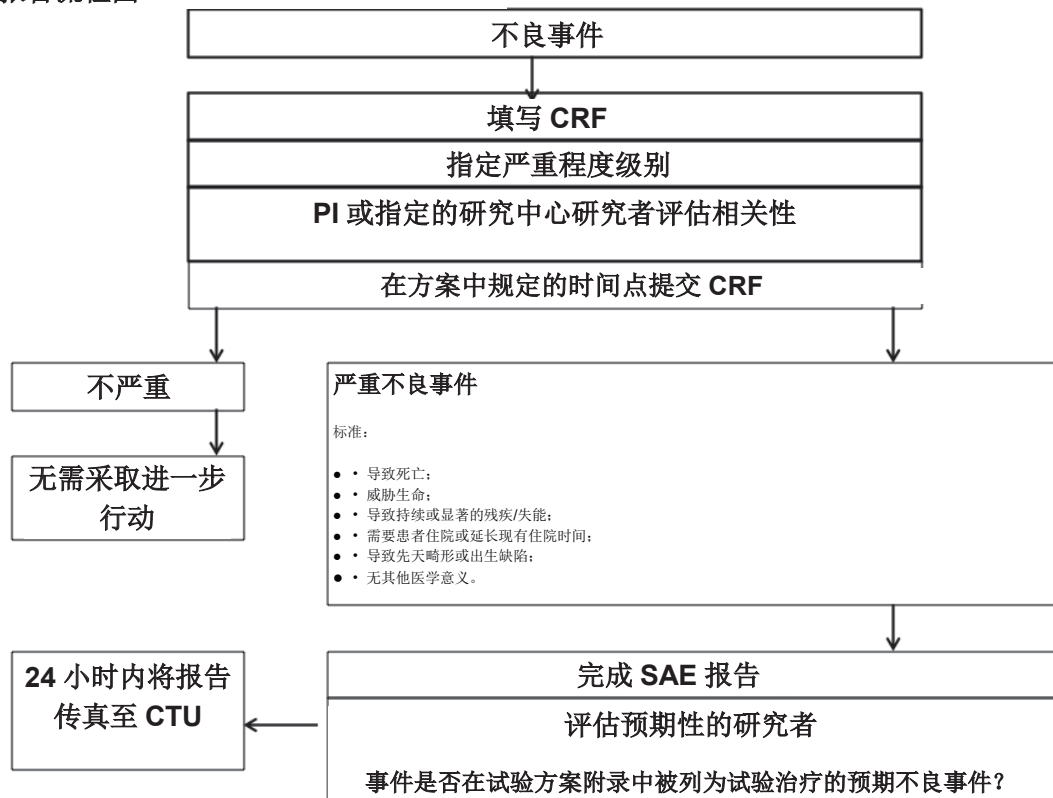 不良事件
填写 CRF
指定严重程度级别
PI 或指定的研究中心研究者评估相关性
在方案中规定的时间点提交 CRF
不严重
无需采取进一步
行动
严重不良事件
标准：
● • 导致死亡；
● • 威胁生命；
● • 导致持续或显著的残疾/失能；
● • 需要患者住院或延长现有住院时间；
● • 导致先天畸形或出生缺陷；
● • 无其他医学意义。
24 小时内将报告
传真至 CTU
完成 SAE 报告
评估预期性的研究者
事件是否在试验方案附录中被列为试验治疗的预期不良事件？